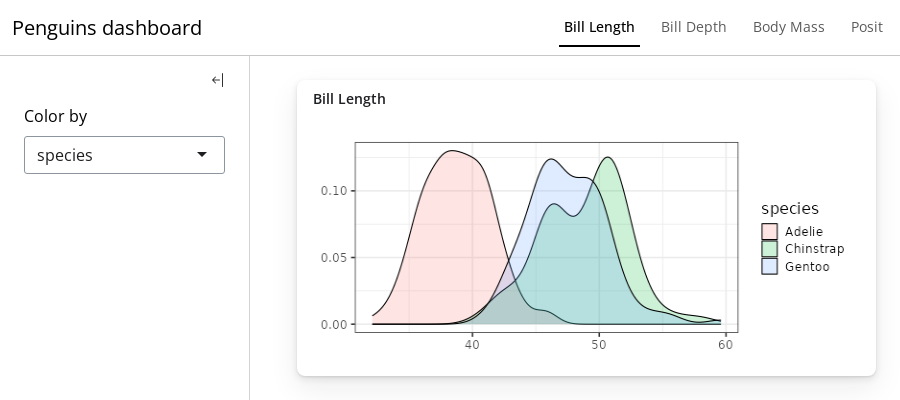 Penguins dashboard
Bill Length Bill Depth Body Mass Posit
Color by
species
Bill Length
0.10
0.05
0.00
40 50 60
species
Adelie
Chinstrap
Gentoo